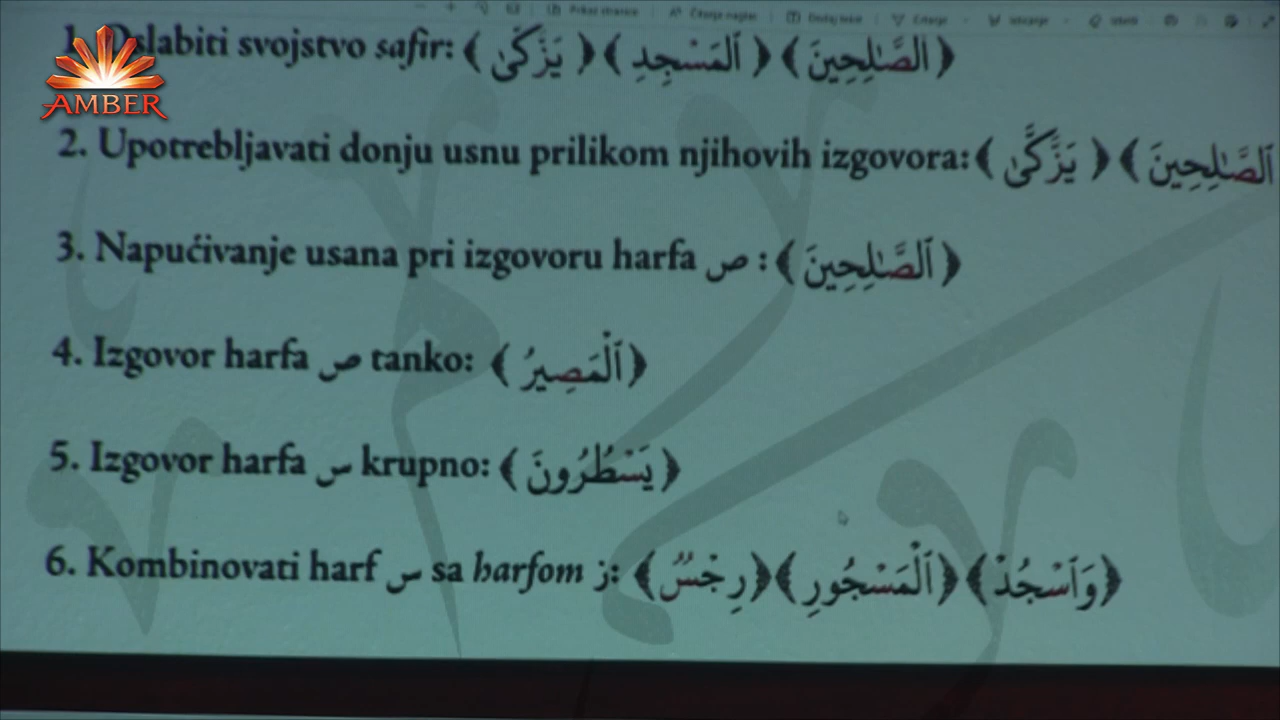 AMBER
1. Oslabiti svojstvo safir: ﴿ ٱلصَّـٰلِحِينَ ﴾ ﴿ ٱلمَسْجِدِ ﴾ ﴿ يَزَّكَّىٰ ﴾
2. Upotrebljavati donju usnu prilikom njihovih izgovora: ﴿ يَزَّكَّىٰ ﴾ ﴿ ٱلصَّـٰلِحِينَ
3. Napućivanje usana pri izgovoru harfa ص : ﴿ ٱلصَّـٰلِحِينَ ﴾
4. Izgovor harfa ص tanko: ﴿ ٱلْمَصِيرُ ﴾
5. Izgovor harfa س krupno: ﴿ يَسْطُرُونَ ﴾
6. Kombinovati harf س sa harfom ز: ﴿ رِجْسٌ ﴾ ﴿ ٱلْمَسْجُورِ ﴾ ﴿ وَٱسْجُدْ ﴾